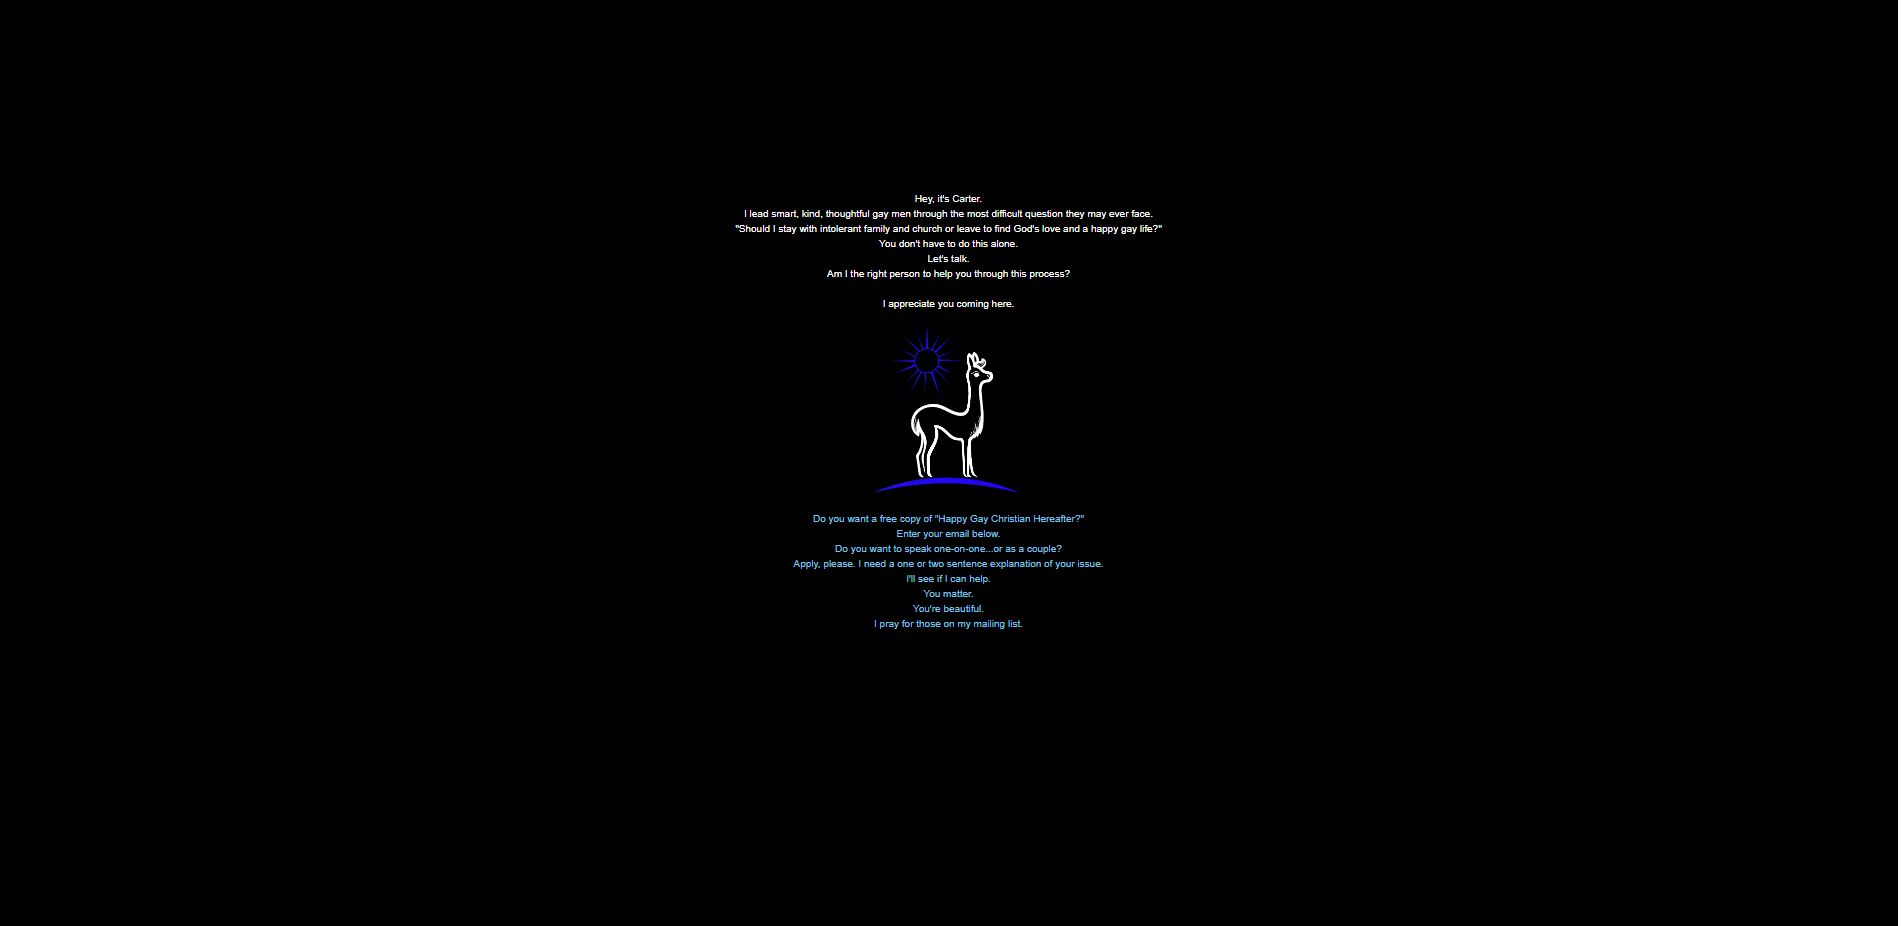 Hey, it's Carter.
I lead smart, kind, thoughtful gay men through the most difficult question they may ever face.
"Should I stay with intolerant family and church or leave to find God's love and a happy gay life?"
You don't have to do this alone.
Let's talk.
Am I the right person to help you through this process?
I appreciate you coming here.
Do you want a free copy of "Happy Gay Christian Hereafter?"
Enter your email below.
Do you want to speak one-on-one...or as a couple?
Apply, please. I need a one or two sentence explanation of your issue.
I'll see if I can help.
You matter.
You're beautiful.
I pray for those on my mailing list.